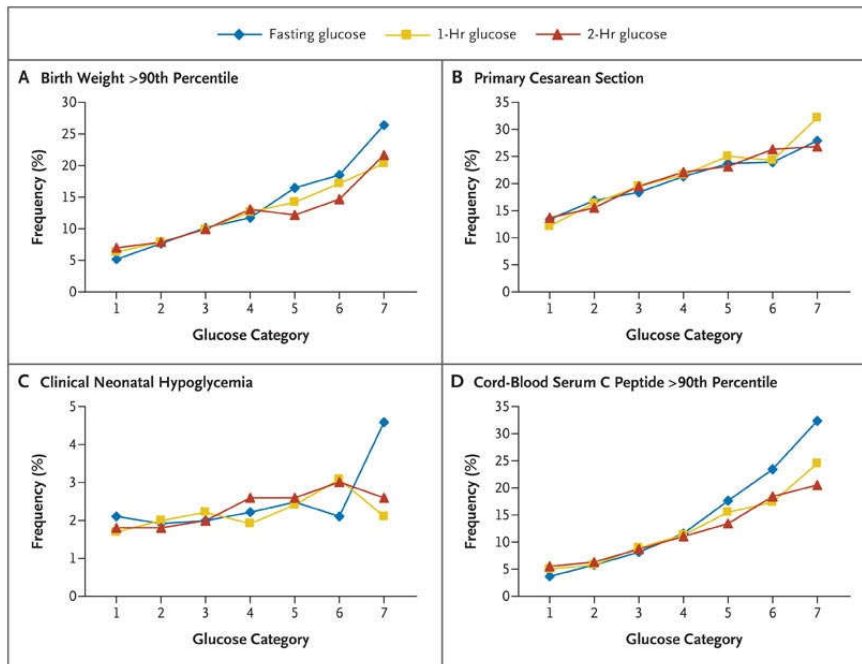 Fasting glucose 1-Hr glucose 2-Hr glucose
A Birth Weight >90th Percentile
30
25
20
15
10
5
0
Frequency (%)
1 2 3 4 5 6 7
Glucose Category
B Primary Cesarean Section
35
30
25
20
15
10
5
0
Frequency (%)
1 2 3 4 5 6 7
Glucose Category
C Clinical Neonatal Hypoglycemia
5
4
3
2
1
0
Frequency (%)
1 2 3 4 5 6 7
Glucose Category
D Cord-Blood Serum C Peptide >90th Percentile
35
30
25
20
15
10
5
0
Frequency (%)
1 2 3 4 5 6 7
Glucose Category